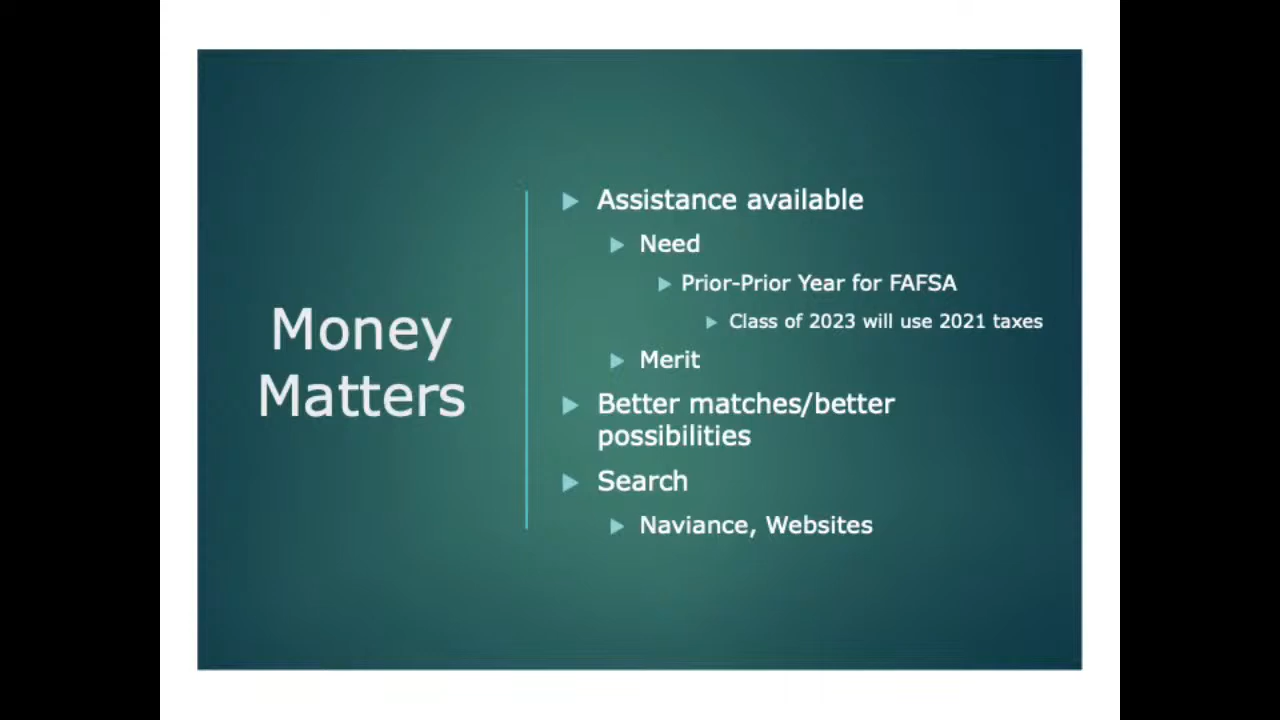 Money
Matters
Assistance available
Need
Prior-Prior Year for FAFSA
Class of 2023 will use 2021 taxes
Merit
Better matches/better
possibilities
Search
Naviance, Websites